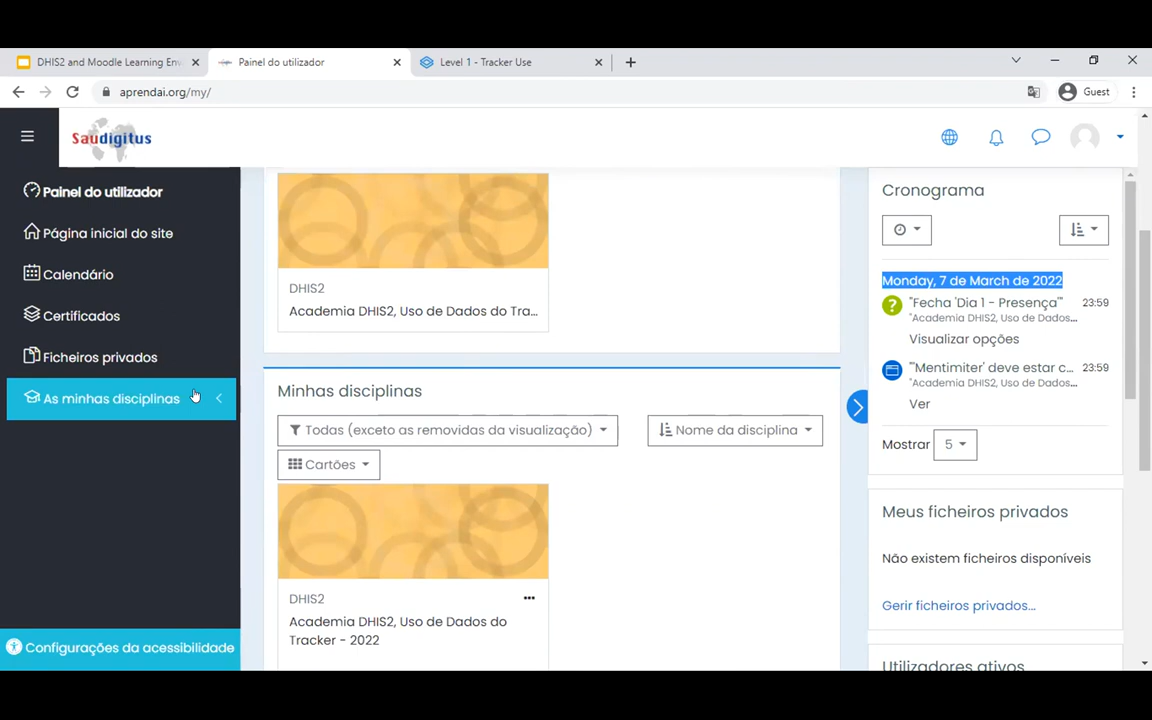 DHIS2 and Moodle Learning Env
Painel do utilizador
Level 1 - Tracker Use
aprendai.org/my/
Guest
Saudigitus
Painel do utilizador
Página inicial do site
Calendário
Certificados
Ficheiros privados
As minhas disciplinas
Configurações da acessibilidade
DHIS2
Academia DHIS2, Uso de Dados do Tra...
Minhas disciplinas
Todas (exceto as removidas da visualização)
Nome da disciplina
Cartões
DHIS2
Academia DHIS2, Uso de Dados do
Tracker - 2022
Cronograma
Monday, 7 de March de 2022
"Fecha 'Dia 1 - Presença'"
23:59
"Academia DHIS2, Uso de Dados...
Visualizar opções
"'Mentimiter' deve estar c...
23:59
"Academia DHIS2, Uso de Dados...
Ver
Mostrar 5
Meus ficheiros privados
Não existem ficheiros disponíveis
Gerir ficheiros privados...
Utilizadores ativos